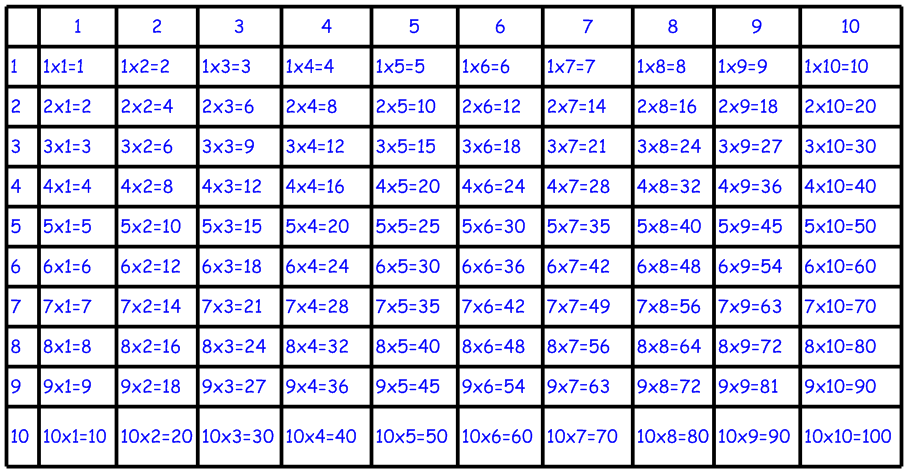 1 2 3 4 5 6 7 8 9 10
1 1x1=1 1x2=2 1x3=3 1x4=4 1x5=5 1x6=6 1x7=7 1x8=8 1x9=9 1x10=10
2 2x1=2 2x2=4 2x3=6 2x4=8 2x5=10 2x6=12 2x7=14 2x8=16 2x9=18 2x10=20
3 3x1=3 3x2=6 3x3=9 3x4=12 3x5=15 3x6=18 3x7=21 3x8=24 3x9=27 3x10=30
4 4x1=4 4x2=8 4x3=12 4x4=16 4x5=20 4x6=24 4x7=28 4x8=32 4x9=36 4x10=40
5 5x1=5 5x2=10 5x3=15 5x4=20 5x5=25 5x6=30 5x7=35 5x8=40 5x9=45 5x10=50
6 6x1=6 6x2=12 6x3=18 6x4=24 6x5=30 6x6=36 6x7=42 6x8=48 6x9=54 6x10=60
7 7x1=7 7x2=14 7x3=21 7x4=28 7x5=35 7x6=42 7x7=49 7x8=56 7x9=63 7x10=70
8 8x1=8 8x2=16 8x3=24 8x4=32 8x5=40 8x6=48 8x7=56 8x8=64 8x9=72 8x10=80
9 9x1=9 9x2=18 9x3=27 9x4=36 9x5=45 9x6=54 9x7=63 9x8=72 9x9=81 9x10=90
10 10x1=10 10x2=20 10x3=30 10x4=40 10x5=50 10x6=60 10x7=70 10x8=80 10x9=90 10x10=100